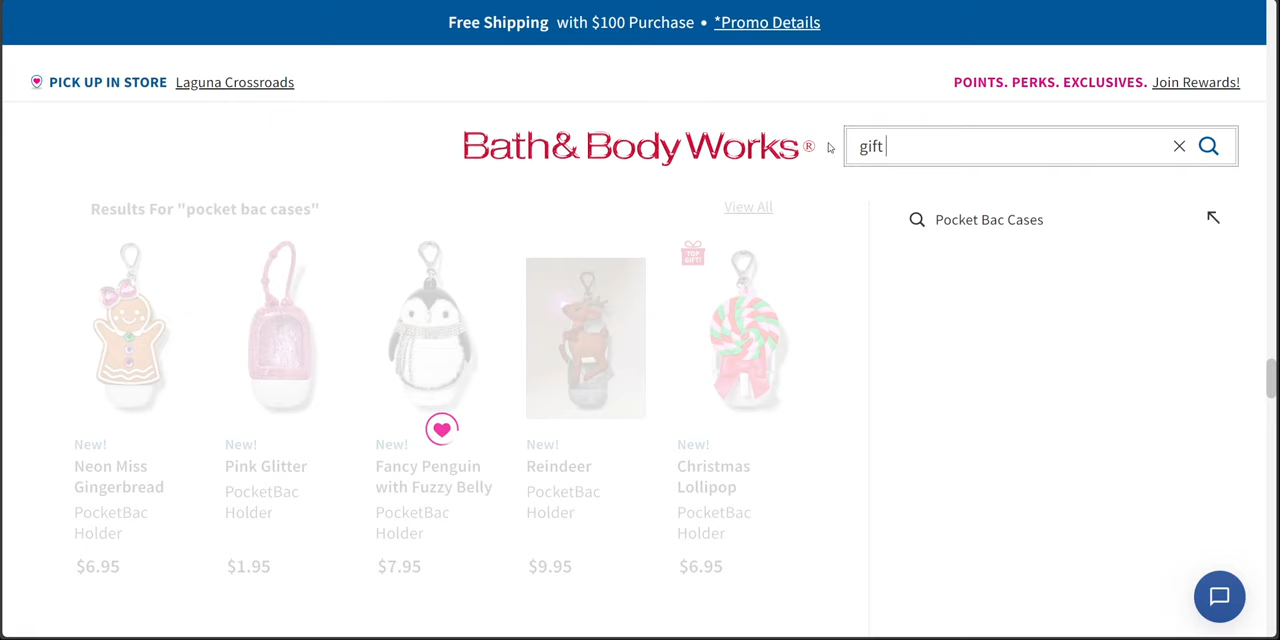 Free Shipping with $100 Purchase • *Promo Details
PICK UP IN STORE Laguna Crossroads
POINTS. PERKS. EXCLUSIVES. Join Rewards!
Bath & Body Works®
gift
Results For "pocket bac cases"
View All
Pocket Bac Cases
TOP GIFT!
New!
Neon Miss
Gingerbread
PocketBac
Holder
$6.95
New!
Pink Glitter
PocketBac
Holder
$1.95
New!
Fancy Penguin
with Fuzzy Belly
PocketBac
Holder
$7.95
New!
Reindeer
PocketBac
Holder
$9.95
New!
Christmas
Lollipop
PocketBac
Holder
$6.95